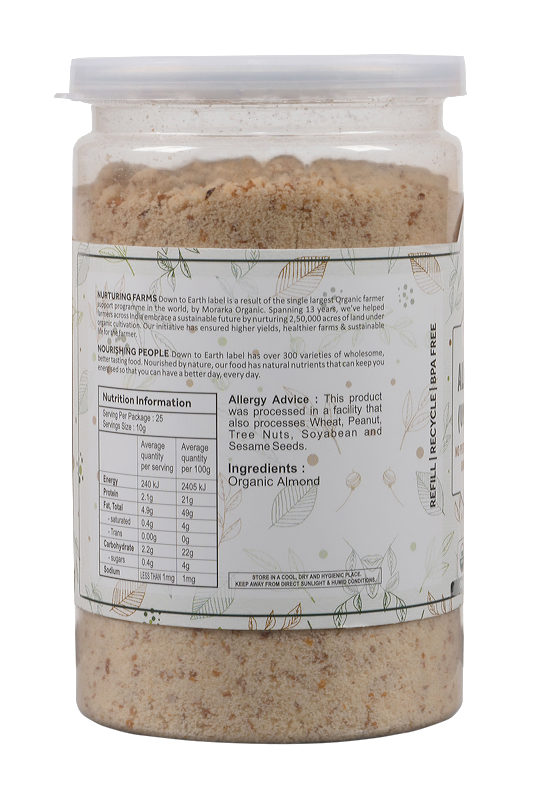 NURTURING FARMS Down to Earth label is a result of the single largest Organic farmer
support programme in the world, by Morarka Organic. Spanning 13 years, we've helped
farmers across India embrace a sustainable future by nurturing 2,50,000 acres of land under
organic cultivation. Our initiative has ensured higher yields, healthier farms & sustainable
life for the farmer.
NOURISHING PEOPLE Down to Earth label has over 300 varieties of wholesome,
better tasting food. Nourished by nature, our food has natural nutrients that can keep you
energised so that you can have a better day, every day.
Nutrition Information
Serving Per Package : 25
Servings Size : 10g
Average quantity per serving Average quantity per 100g
Energy 240 kJ 2405 kJ
Protein 2.1g 21g
Fat, Total 4.9g 49g
- saturated 0.4g 4g
- Trans 0.00g 0g
Carbohydrate 2.2g 22g
- sugars 0.4g 4g
Sodium LESS THAN 1mg 1mg
Allergy Advice : This product
was processed in a facility that
also processes Wheat, Peanut,
Tree Nuts, Soyabean and
Sesame Seeds.
Ingredients :
Organic Almond
STORE IN A COOL, DRY AND HYGIENIC PLACE.
KEEP AWAY FROM DIRECT SUNLIGHT & HUMID CONDITIONS.
REFILL | RECYCLE | BPA FREE